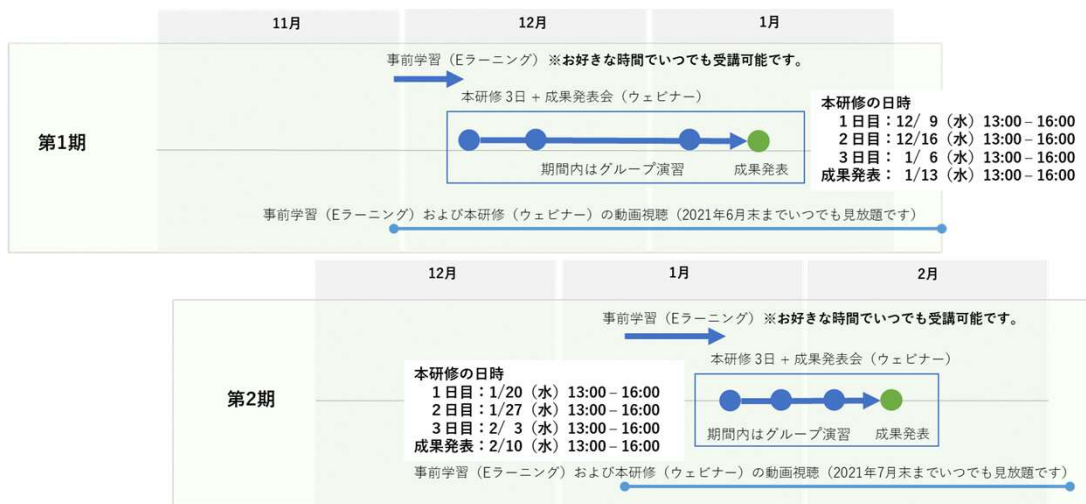 11月
12月
1月
事前学習（Eラーニング）※お好きな時間でいつでも受講可能です。
本研修3日 + 成果発表会（ウェビナー）
第1期
期間内はグループ演習
成果発表
本研修の日時
1日目：12/ 9（水）13:00 – 16:00
2日目：12/16（水）13:00 – 16:00
3日目： 1/ 6（水）13:00 – 16:00
成果発表： 1/13（水）13:00 – 16:00
事前学習（Eラーニング）および本研修（ウェビナー）の動画視聴（2021年6月末までいつでも見放題です）
12月
1月
2月
事前学習（Eラーニング）※お好きな時間でいつでも受講可能です。
本研修3日 + 成果発表会（ウェビナー）
第2期
本研修の日時
1日目：1/20（水）13:00 – 16:00
2日目：1/27（水）13:00 – 16:00
3日目：2/ 3（水）13:00 – 16:00
成果発表：2/10（水）13:00 – 16:00
期間内はグループ演習
成果発表
事前学習（Eラーニング）および本研修（ウェビナー）の動画視聴（2021年7月末までいつでも見放題です）